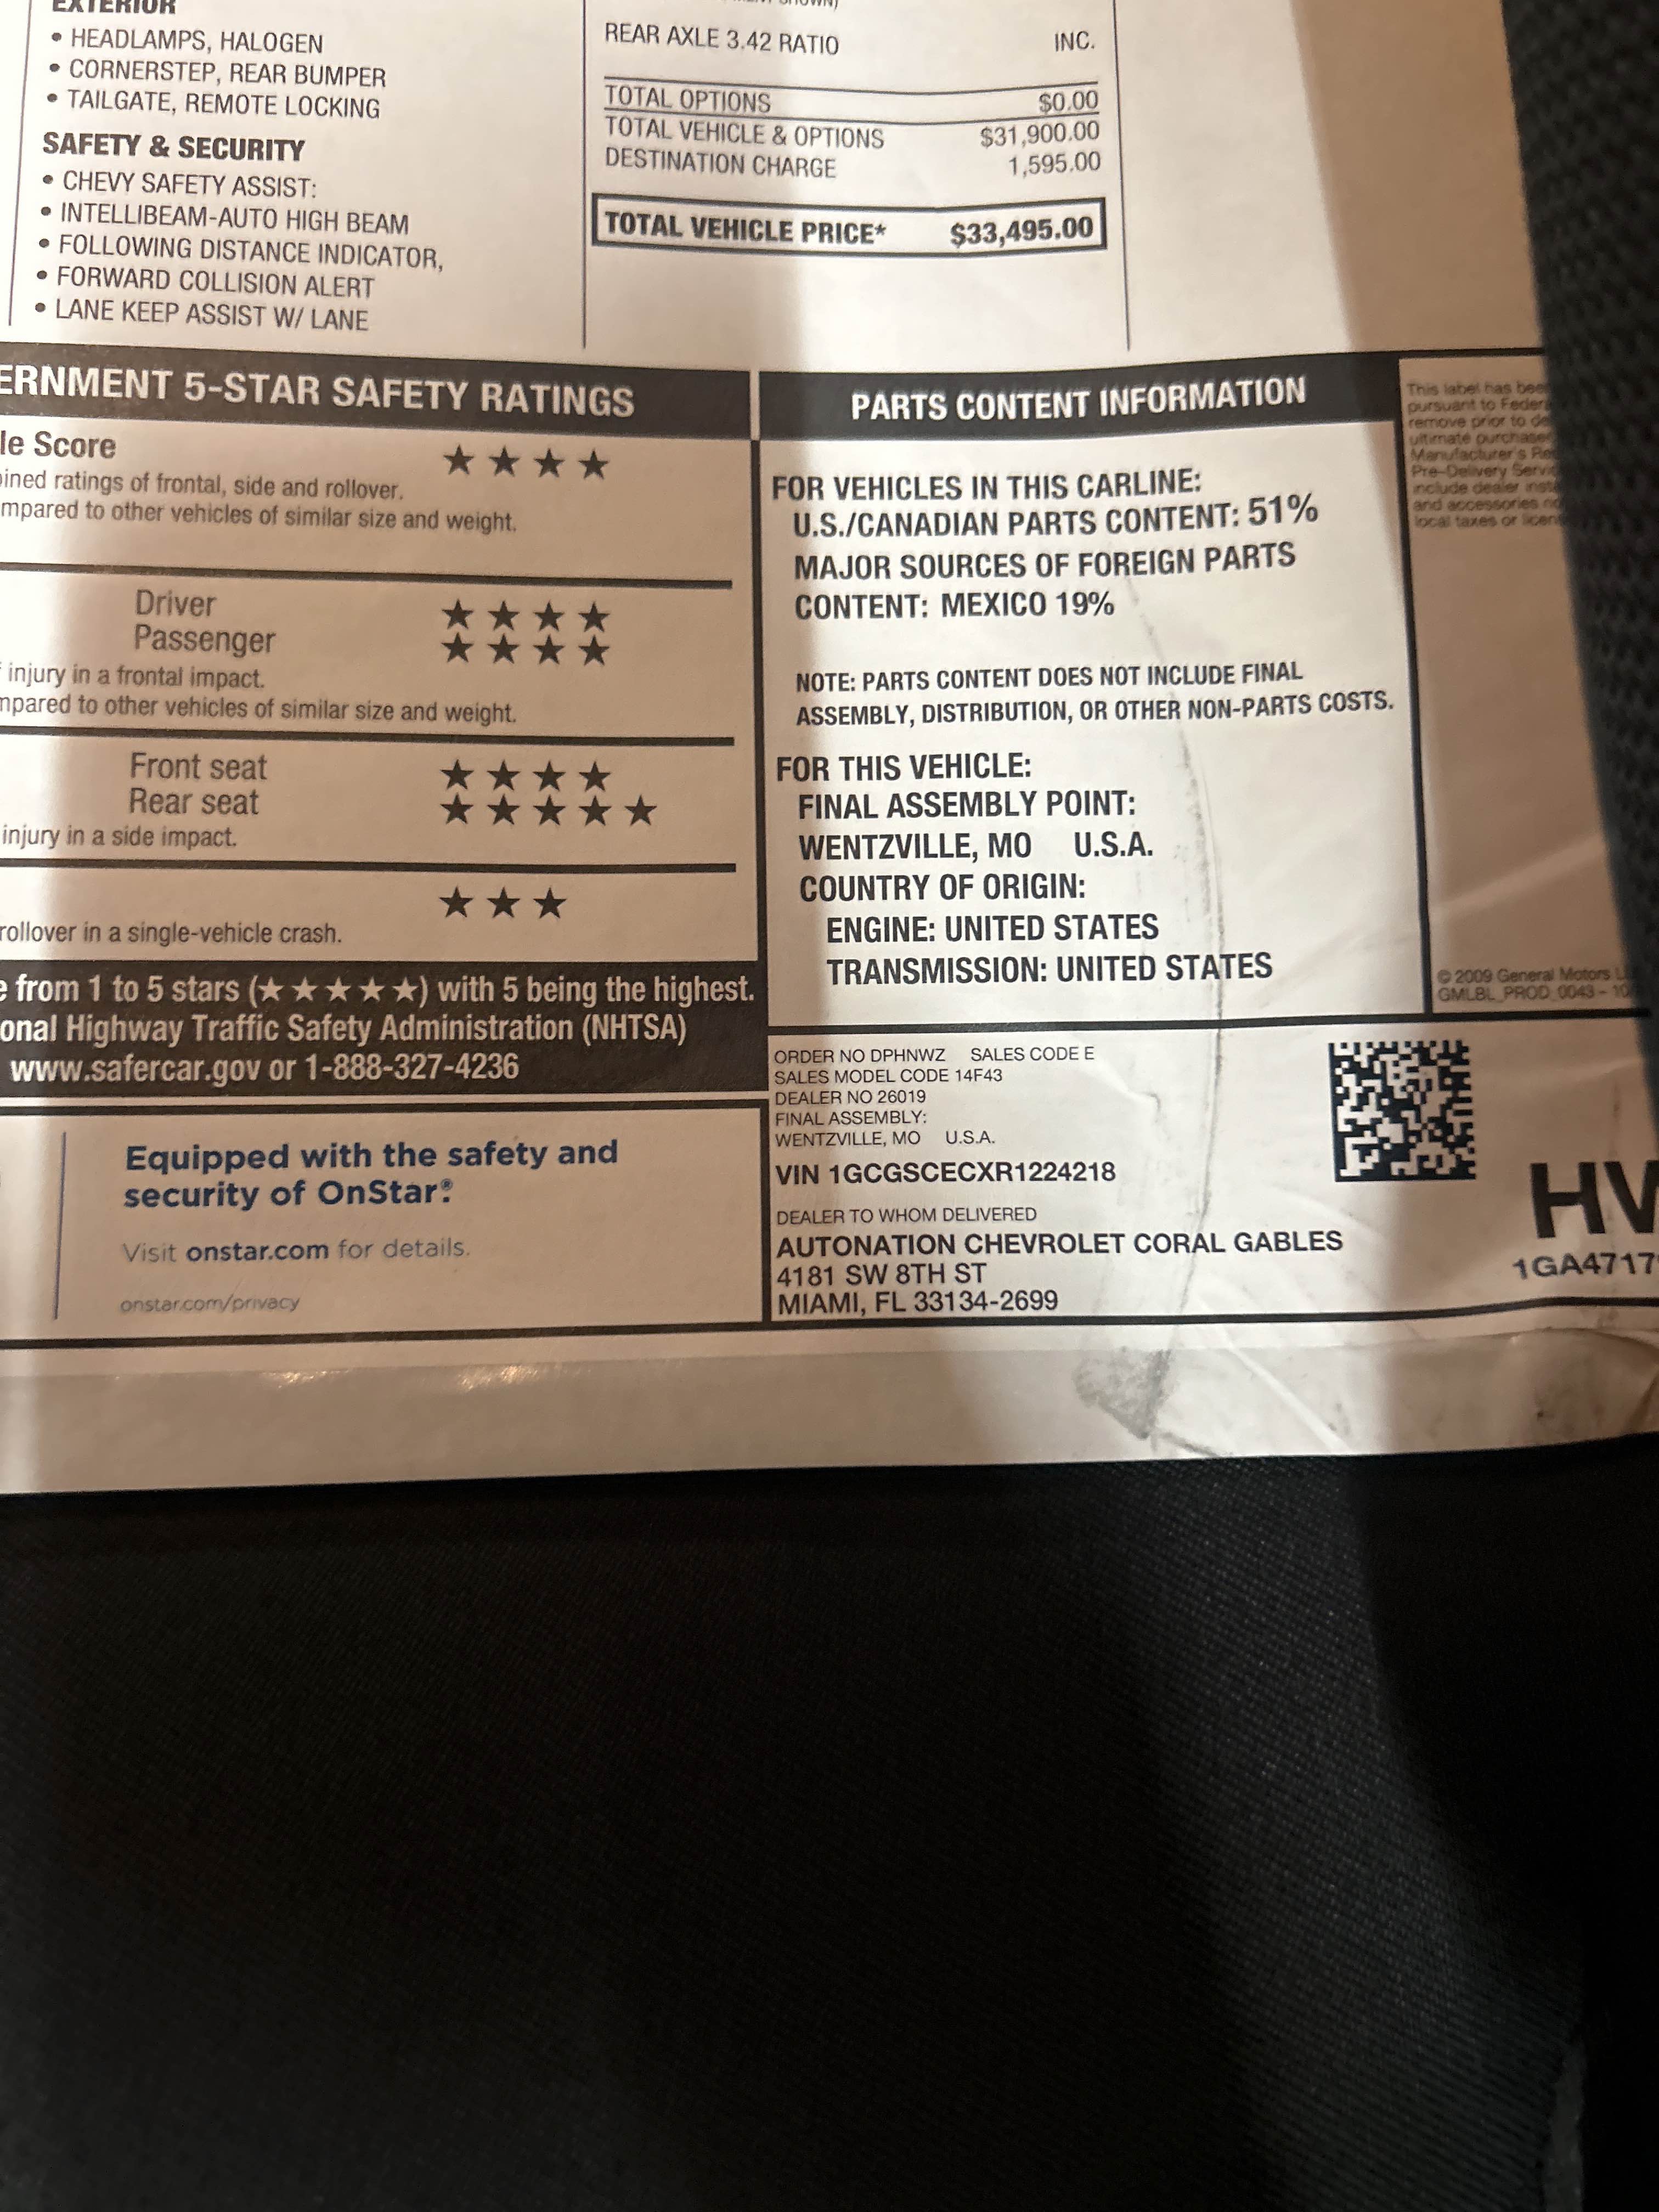 EXTERIOR
• HEADLAMPS, HALOGEN
• CORNERSTEP, REAR BUMPER
• TAILGATE, REMOTE LOCKING
SAFETY & SECURITY
• CHEVY SAFETY ASSIST:
• INTELLIBEAM-AUTO HIGH BEAM
• FOLLOWING DISTANCE INDICATOR,
• FORWARD COLLISION ALERT
• LANE KEEP ASSIST W/ LANE
SHOWN)
REAR AXLE 3.42 RATIO INC.
TOTAL OPTIONS $0.00
TOTAL VEHICLE & OPTIONS $31,900.00
DESTINATION CHARGE 1,595.00
TOTAL VEHICLE PRICE* $33,495.00
ERNMENT 5-STAR SAFETY RATINGS
le Score ★★★★
ined ratings of frontal, side and rollover.
mpared to other vehicles of similar size and weight.
Driver ★★★★
Passenger ★★★★
injury in a frontal impact.
mpared to other vehicles of similar size and weight.
Front seat ★★★★
Rear seat ★★★★★
injury in a side impact.
★★★
rollover in a single-vehicle crash.
e from 1 to 5 stars (★★★★★) with 5 being the highest.
onal Highway Traffic Safety Administration (NHTSA)
www.safercar.gov or 1-888-327-4236
Equipped with the safety and
security of OnStar®.
Visit onstar.com for details.
onstar.com/privacy
PARTS CONTENT INFORMATION
FOR VEHICLES IN THIS CARLINE:
U.S./CANADIAN PARTS CONTENT: 51%
MAJOR SOURCES OF FOREIGN PARTS
CONTENT: MEXICO 19%
NOTE: PARTS CONTENT DOES NOT INCLUDE FINAL
ASSEMBLY, DISTRIBUTION, OR OTHER NON-PARTS COSTS.
FOR THIS VEHICLE:
FINAL ASSEMBLY POINT:
WENTZVILLE, MO U.S.A.
COUNTRY OF ORIGIN:
ENGINE: UNITED STATES
TRANSMISSION: UNITED STATES
This label has bee
pursuant to Feder
remove prior to de
ultimate purchaser
Manufacturer's Re
Pre-Delivery Servi
include dealer inst
and accessories no
local taxes or licen
© 2009 General Motors L
GMLBL_PROD_0043 - 10
ORDER NO DPHNWZ SALES CODE E
SALES MODEL CODE 14F43
DEALER NO 26019
FINAL ASSEMBLY:
WENTZVILLE, MO U.S.A.
VIN 1GCGSCECXR1224218
DEALER TO WHOM DELIVERED
AUTONATION CHEVROLET CORAL GABLES
4181 SW 8TH ST
MIAMI, FL 33134-2699
HV
1GA4717